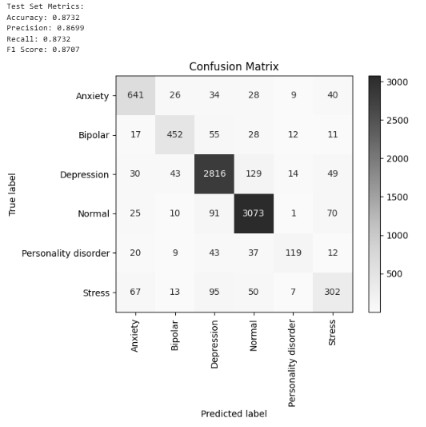 Test Set Metrics:
Accuracy: 0.8732
Precision: 0.8699
Recall: 0.8732
F1 Score: 0.8707
Confusion Matrix
Anxiety 641 26 34 28 9 40
Bipolar 17 452 55 28 12 11
Depression 30 43 2816 129 14 49
Normal 25 10 91 3073 1 70
Personality disorder 20 9 43 37 119 12
Stress 67 13 95 50 7 302
True label
Anxiety Bipolar Depression Normal Personality disorder Stress
Predicted label
3000
2500
2000
1500
1000
500